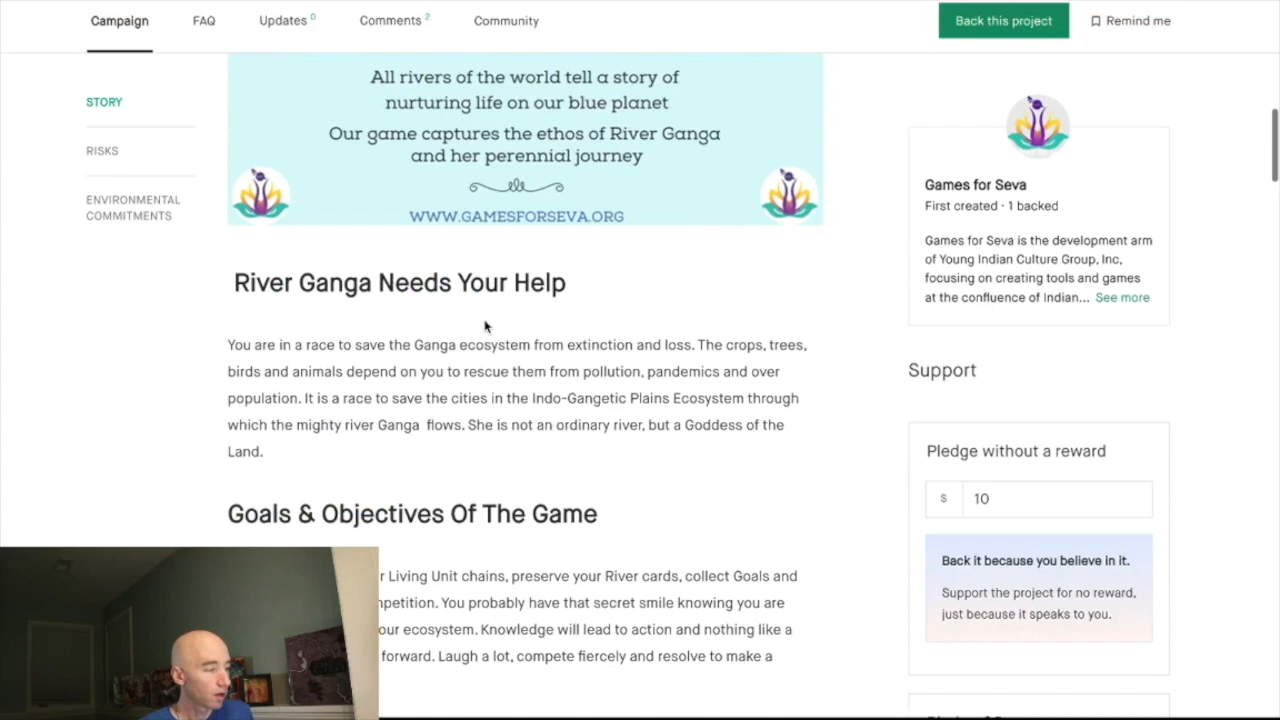 Campaign
FAQ
Updates 0
Comments 2
Community
Back this project
Remind me
STORY
RISKS
ENVIRONMENTAL
COMMITMENTS
All rivers of the world tell a story of
nurturing life on our blue planet
Our game captures the ethos of River Ganga
and her perennial journey
WWW.GAMESFORSEVA.ORG
River Ganga Needs Your Help
You are in a race to save the Ganga ecosystem from extinction and loss. The crops, trees,
birds and animals depend on you to rescue them from pollution, pandemics and over
population. It is a race to save the cities in the Indo-Gangetic Plains Ecosystem through
which the mighty river Ganga flows. She is not an ordinary river, but a Goddess of the
Land.
Goals & Objectives Of The Game
r Living Unit chains, preserve your River cards, collect Goals and
petition. You probably have that secret smile knowing you are
our ecosystem. Knowledge will lead to action and nothing like a
forward. Laugh a lot, compete fiercely and resolve to make a
Games for Seva
First created · 1 backed
Games for Seva is the development arm
of Young Indian Culture Group, Inc,
focusing on creating tools and games
at the confluence of Indian... See more
Support
Pledge without a reward
$ 10
Back it because you believe in it.
Support the project for no reward,
just because it speaks to you.